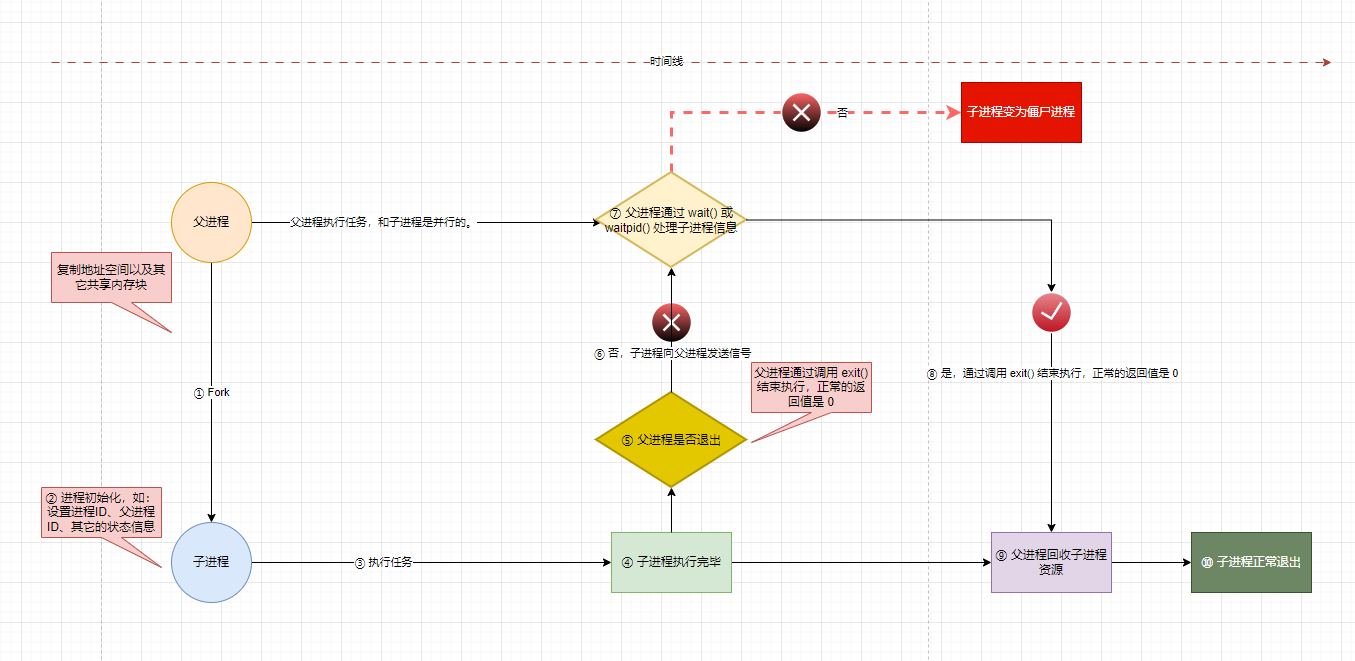 时间线
否
子进程变为僵尸进程
父进程
父进程执行任务，和子进程是并行的。
⑦ 父进程通过 wait() 或
waitpid() 处理子进程信息
复制地址空间以及其
它共享内存块
⑥ 否，子进程向父进程发送信号
父进程通过调用 exit()
结束执行，正常的返
回值是 0
⑧ 是，通过调用 exit() 结束执行，正常的返回值是 0
① Fork
⑤ 父进程是否退出
② 进程初始化，如：
设置进程ID、父进程
ID、其它的状态信息
子进程
③ 执行任务
④ 子进程执行完毕
⑨ 父进程回收子进程
资源
⑩ 子进程正常退出